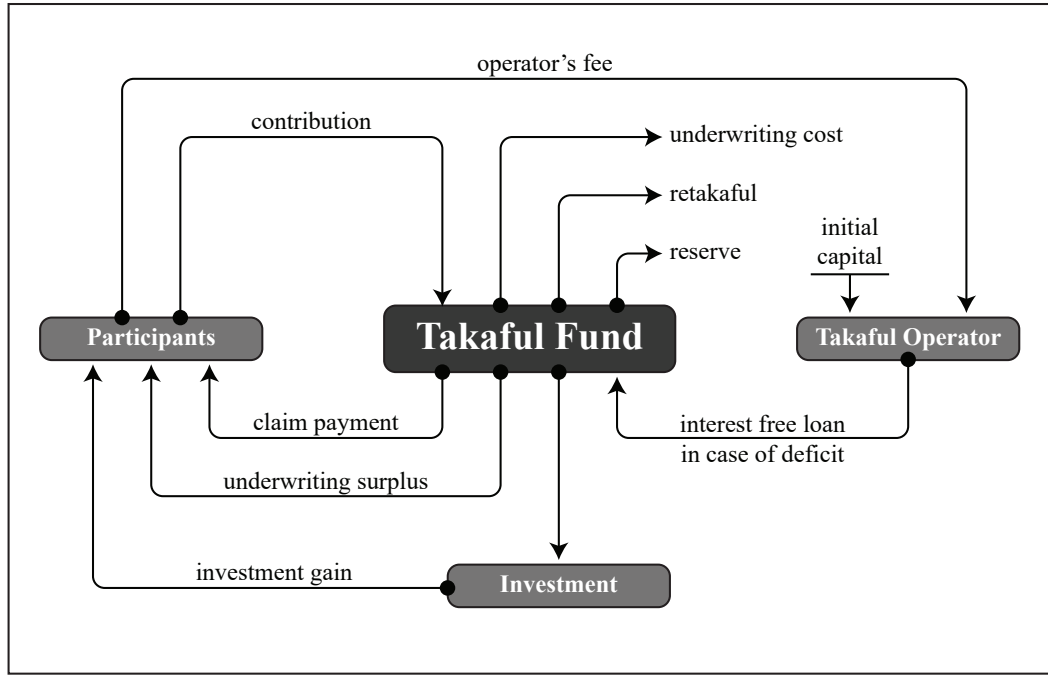 operator’s fee
contribution
underwriting cost
retakaful
initial
capital
reserve
Participants
Takaful Fund
Takaful Operator
claim payment
interest free loan
in case of deficit
underwriting surplus
investment gain
Investment